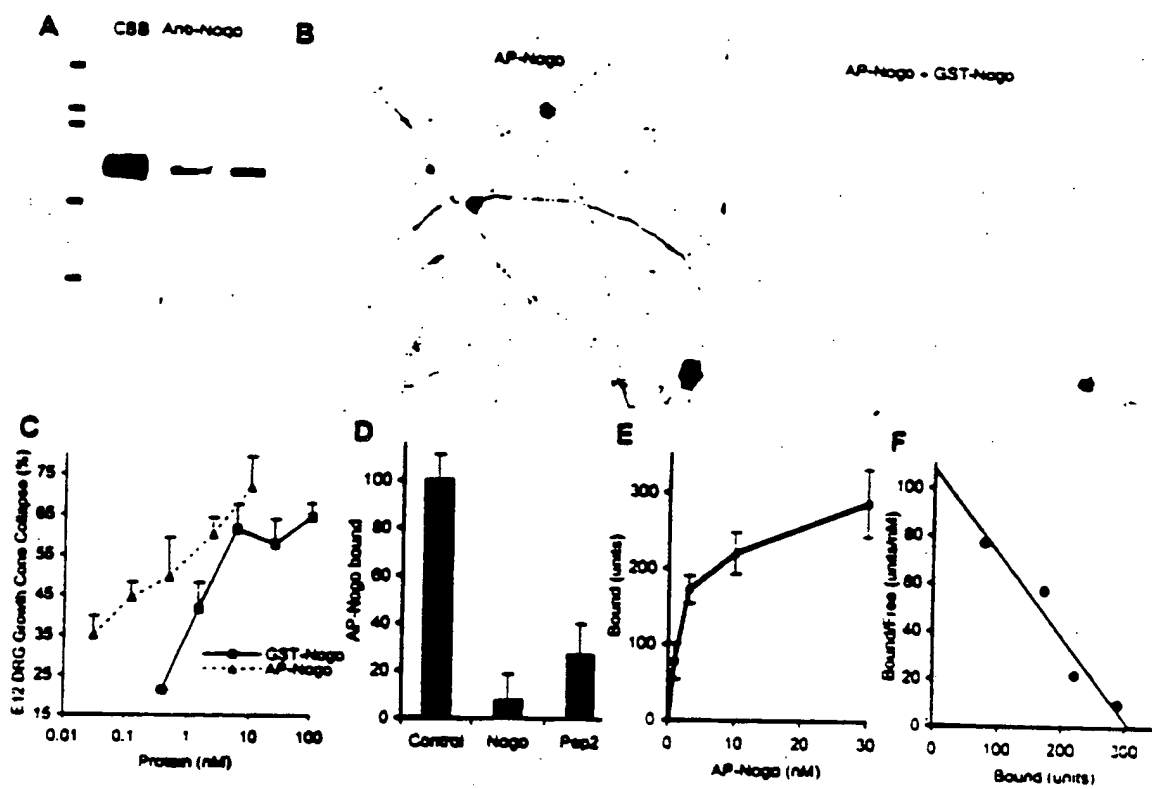 A
CBB Anti-Nogo
B
AP-Nogo
AP-Nogo + GST-Nogo
C
E12 DRG Growth Cone Collapse (%)
75
65
55
45
35
25
15
GST-Nogo
AP-Nogo
0.01 0.1 1 10 100
Protein (nM)
D
AP-Nogo bound
100
80
60
40
20
0
Control Nogo Pep2
E
Bound (units)
300
200
100
0
0 10 20 30
AP-Nogo (nM)
F
Bound/Free (units/nM)
100
80
60
40
20
0
0 100 200 300
Bound (units)